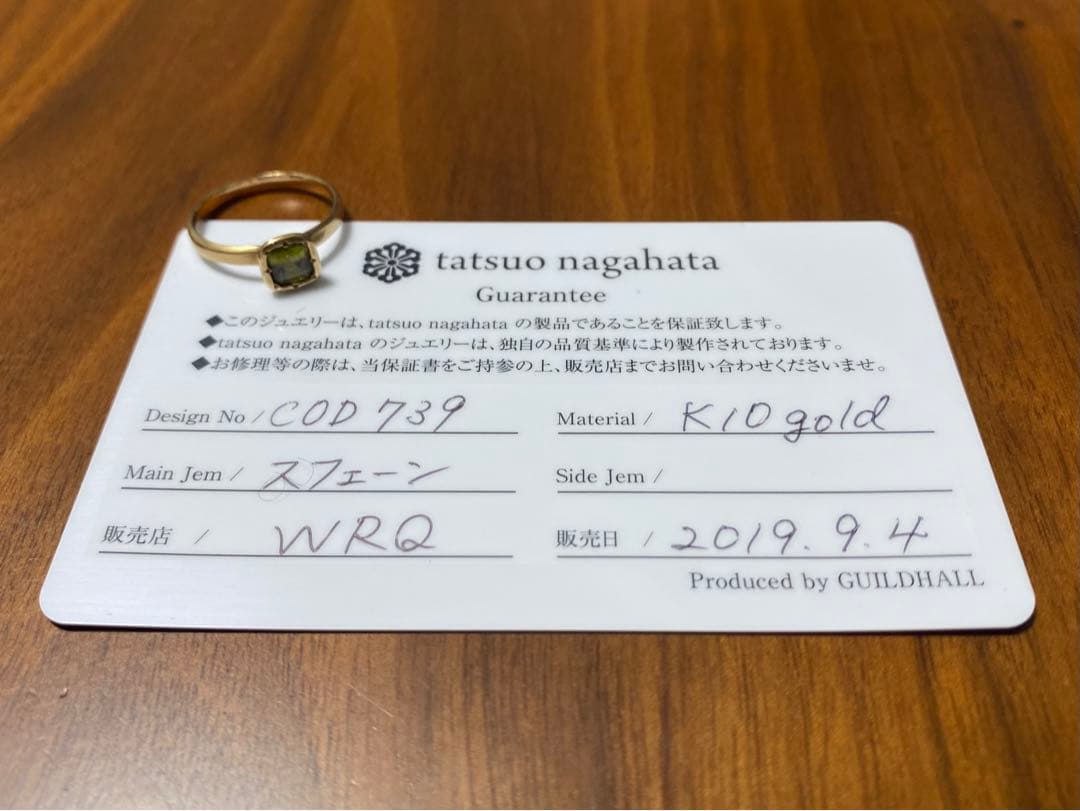 tatsuo nagahata
Guarantee
◆このジュエリーは、tatsuo nagahata の製品であることを保証致します。
◆tatsuo nagahata のジュエリーは、独自の品質基準により製作されております。
◆お修理等の際は、当保証書をご持参の上、販売店までお問い合わせくださいませ。
Design No / COD 739
Material / K10 gold
Main Jem / スフェーン
Side Jem /
販売店 / WRQ
販売日 / 2019.9.4
Produced by GUILDHALL